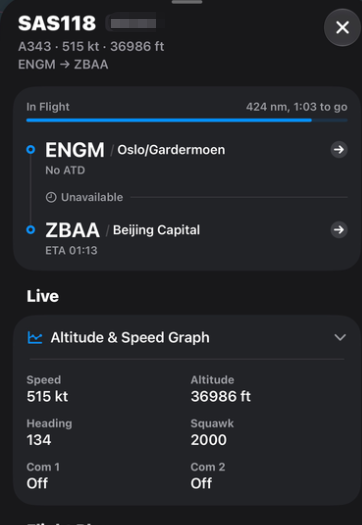 SAS118
A343 · 515 kt · 36986 ft
ENGM → ZBAA
In Flight 424 nm, 1:03 to go
ENGM / Oslo/Gardermoen
No ATD
Unavailable
ZBAA / Beijing Capital
ETA 01:13
Live
Altitude & Speed Graph
Speed Altitude
515 kt 36986 ft
Heading Squawk
134 2000
Com 1 Com 2
Off Off